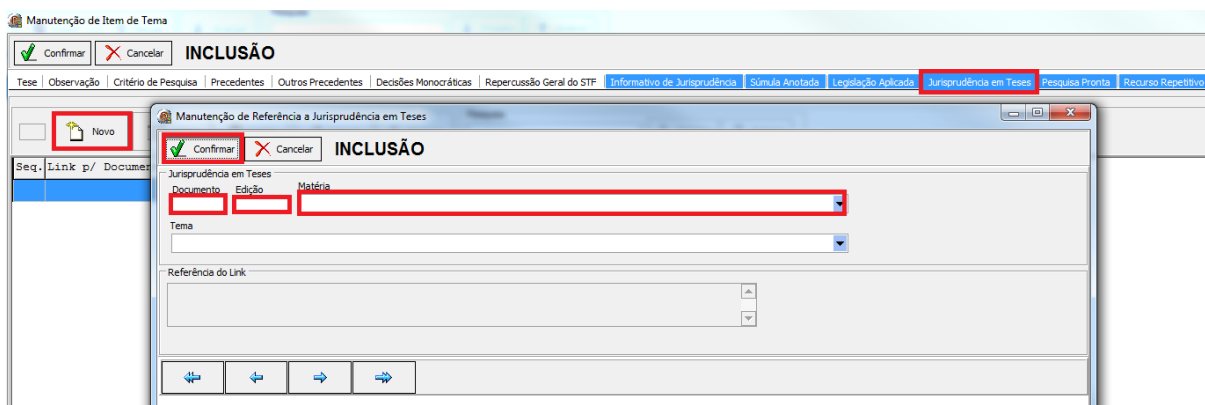 Manutenção de Item de Tema
Confirmar Cancelar INCLUSÃO
Tese Observação Critério de Pesquisa Precedentes Outros Precedentes Decisões Monocráticas Repercussão Geral do STF Informativo de Jurisprudência Súmula Anotada Legislação Aplicada Jurisprudência em Teses Pesquisa Pronta Recurso Repetitivo
Novo
Seq. Link p/ Documen
Manutenção de Referência a Jurisprudência em Teses
Confirmar Cancelar INCLUSÃO
Jurisprudência em Teses
Documento Edição Matéria
Tema
Referência do Link